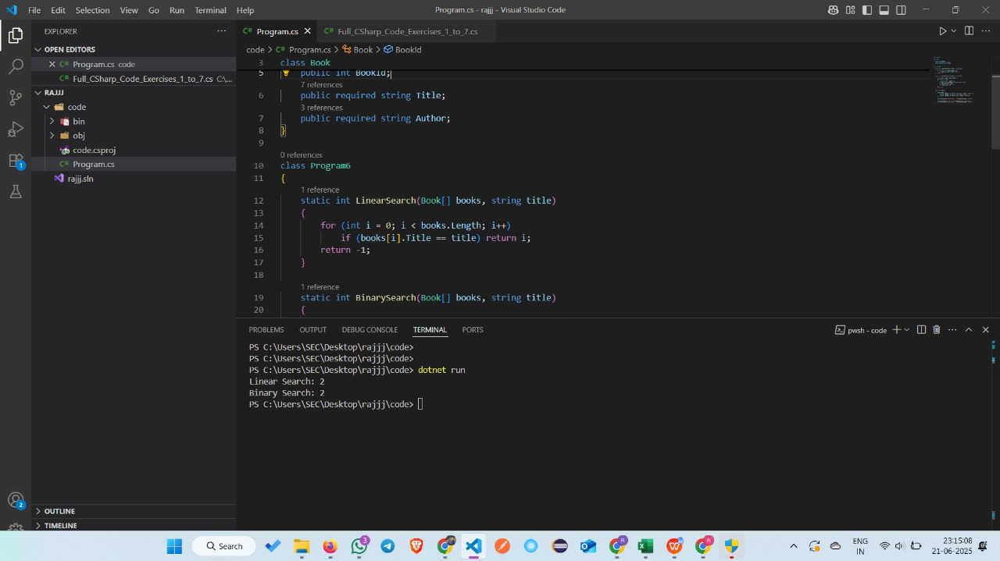 File Edit Selection View Go Run Terminal Help
Program.cs - rajjj - Visual Studio Code
EXPLORER
OPEN EDITORS
C# Program.cs code
C# Full_CSharp_Code_Exercises_1_to_7.cs C:\...
RAJJJ
code
bin
obj
code.csproj
C# Program.cs
rajjj.sln
OUTLINE
TIMELINE
1
2
C# Program.cs
C# Full_CSharp_Code_Exercises_1_to_7.cs
code > C# Program.cs > Book > BookId
3 class Book
5 public int BookId;
7 references
6 public required string Title;
3 references
7 public required string Author;
8 }
9
0 references
10 class Program6
11 {
1 reference
12 static int LinearSearch(Book[] books, string title)
13 {
14 for (int i = 0; i < books.Length; i++)
15 if (books[i].Title == title) return i;
16 return -1;
17 }
18
1 reference
19 static int BinarySearch(Book[] books, string title)
20 {
PROBLEMS OUTPUT DEBUG CONSOLE TERMINAL PORTS
pwsh - code
PS C:\Users\SEC\Desktop\rajjj\code>
PS C:\Users\SEC\Desktop\rajjj\code>
PS C:\Users\SEC\Desktop\rajjj\code> dotnet run
Linear Search: 2
Binary Search: 2
PS C:\Users\SEC\Desktop\rajjj\code>
Search
3
R
R
ENG
IN
23:15:08
21-06-2025